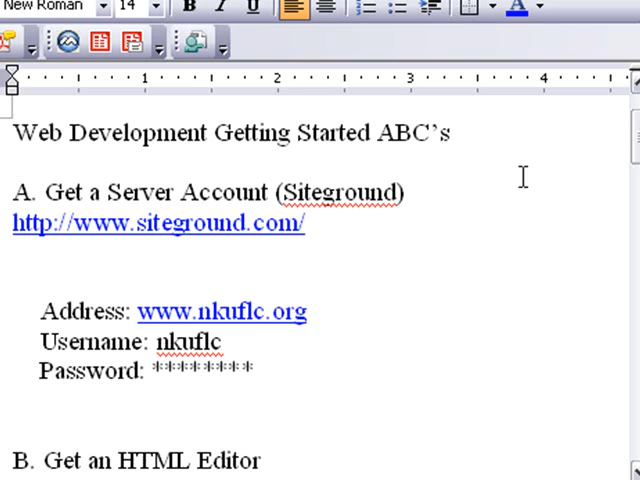 New Roman 14 B I U A
1 2 3 4
Web Development Getting Started ABC’s
A. Get a Server Account (Siteground)
http://www.siteground.com/
Address: www.nkuflc.org
Username: nkuflc
Password: ********
B. Get an HTML Editor